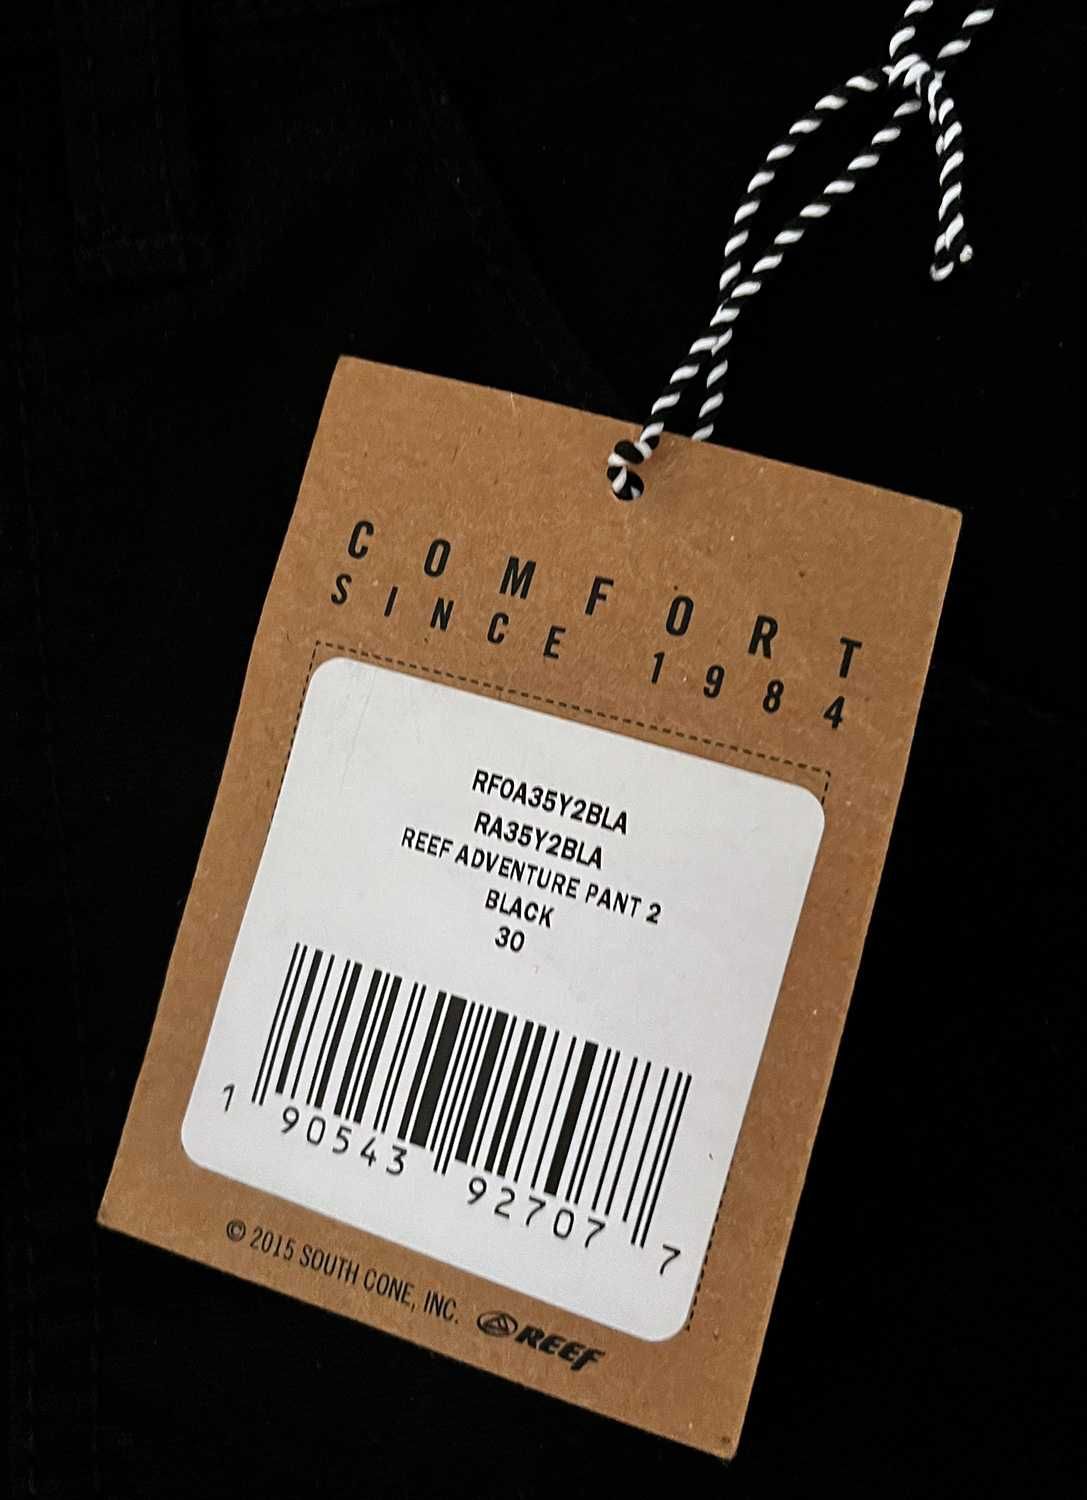 COMFORT
SINCE 1984
RF0A35Y2BLA
RA35Y2BLA
REEF ADVENTURE PANT 2
BLACK
30
1 90543 92707 7
© 2015 SOUTH CONE, INC. REEF